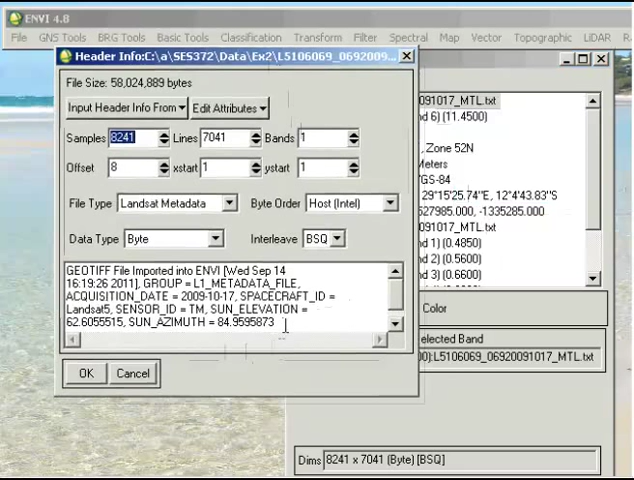 ENVI 4.8
File GNS Tools BRG Tools Basic Tools Classification Transform Filter Spectral Map Vector Topographic LiDAR
Header Info:C:\a\SES372\Data\Ex2\L5106069_0692009...
File Size: 58,024,889 bytes
Input Header Info From Edit Attributes
Samples 8241 Lines 7041 Bands 1
Offset 8 xstart 1 ystart 1
File Type Landsat Metadata Byte Order Host (Intel)
Data Type Byte Interleave BSQ
GEOTIFF File Imported into ENVI [Wed Sep 14
16:19:26 2011], GROUP = L1_METADATA_FILE,
ACQUISITION_DATE = 2009-10-17, SPACECRAFT_ID =
Landsat5, SENSOR_ID = TM, SUN_ELEVATION =
62.6055515, SUN_AZIMUTH = 84.9595873
OK Cancel
091017_MTL.txt
nd 6) (11.4500)
, Zone 52N
Meters
GS-84
29°15'25.74"E, 12°4'43.83"S
527985.000, -1335285.000
091017_MTL.txt
nd 1) (0.4850)
nd 2) (0.5600)
nd 3) (0.6600)
Color
elected Band
00):L5106069_06920091017_MTL.txt
Dims 8241 x 7041 (Byte) [BSQ]